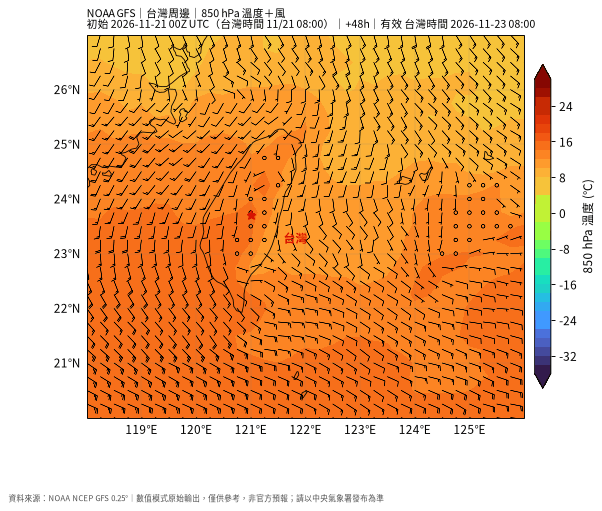 NOAA GFS｜台灣周邊｜850 hPa 溫度＋風
初始 2026-11-21 00Z UTC（台灣時間 11/21 08:00）｜+48h｜有效 台灣時間 2026-11-23 08:00
26°N
25°N
24°N
23°N
22°N
21°N
119°E 120°E 121°E 122°E 123°E 124°E 125°E
台灣
24
16
8
0
-8
-16
-24
-32
850 hPa 溫度 (°C)
資料來源：NOAA NCEP GFS 0.25°｜數值模式原始輸出，僅供參考，非官方預報；請以中央氣象署發布為準